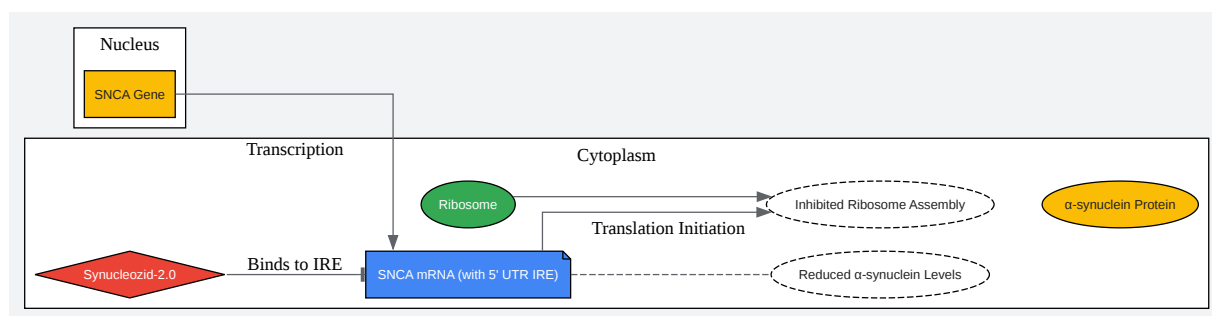 Nucleus
SNCA Gene
Transcription
Cytoplasm
Ribosome
Inhibited Ribosome Assembly
α-synuclein Protein
Translation Initiation
Synucleozid-2.0
Binds to IRE
SNCA mRNA (with 5' UTR IRE)
Reduced α-synuclein Levels